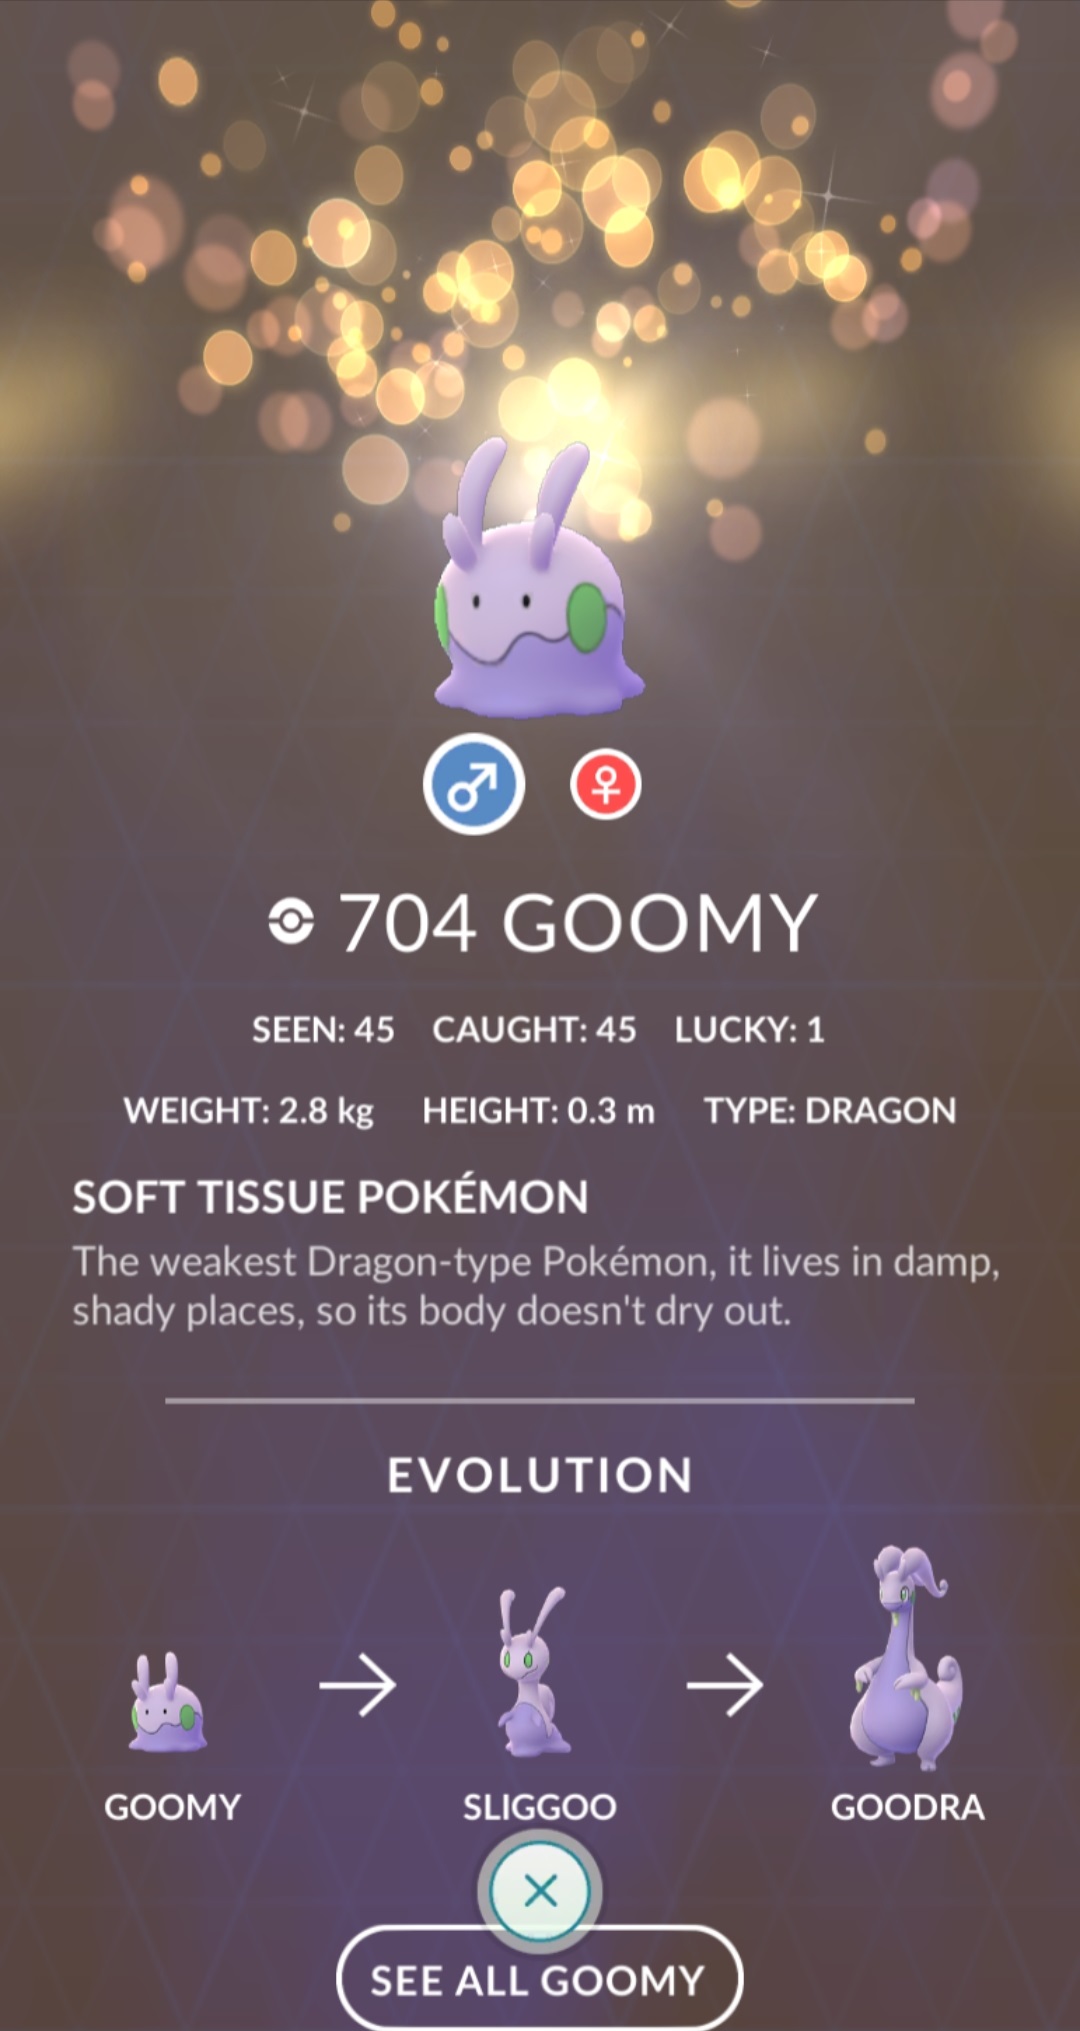 704 GOOMY
SEEN: 45 CAUGHT: 45 LUCKY: 1
WEIGHT: 2.8 kg HEIGHT: 0.3 m TYPE: DRAGON
SOFT TISSUE POKÉMON
The weakest Dragon-type Pokémon, it lives in damp,
shady places, so its body doesn't dry out.
EVOLUTION
GOOMY SLIGGOO GOODRA
SEE ALL GOOMY